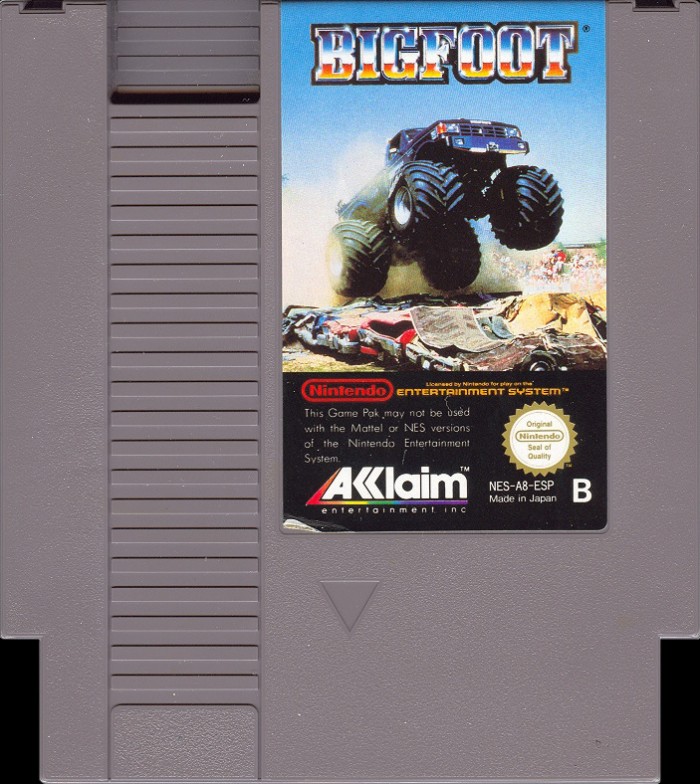 BIGFOOT®
Nintendo
Licensed by Nintendo for play on the
ENTERTAINMENT SYSTEM™
This Game Pak may not be used
with the Mattel or NES versions
of the Nintendo Entertainment
System.
Original
Nintendo
Seal of
Quality
TM
AKklaim™
entertainment inc
NES-A8-ESP
Made in Japan
B